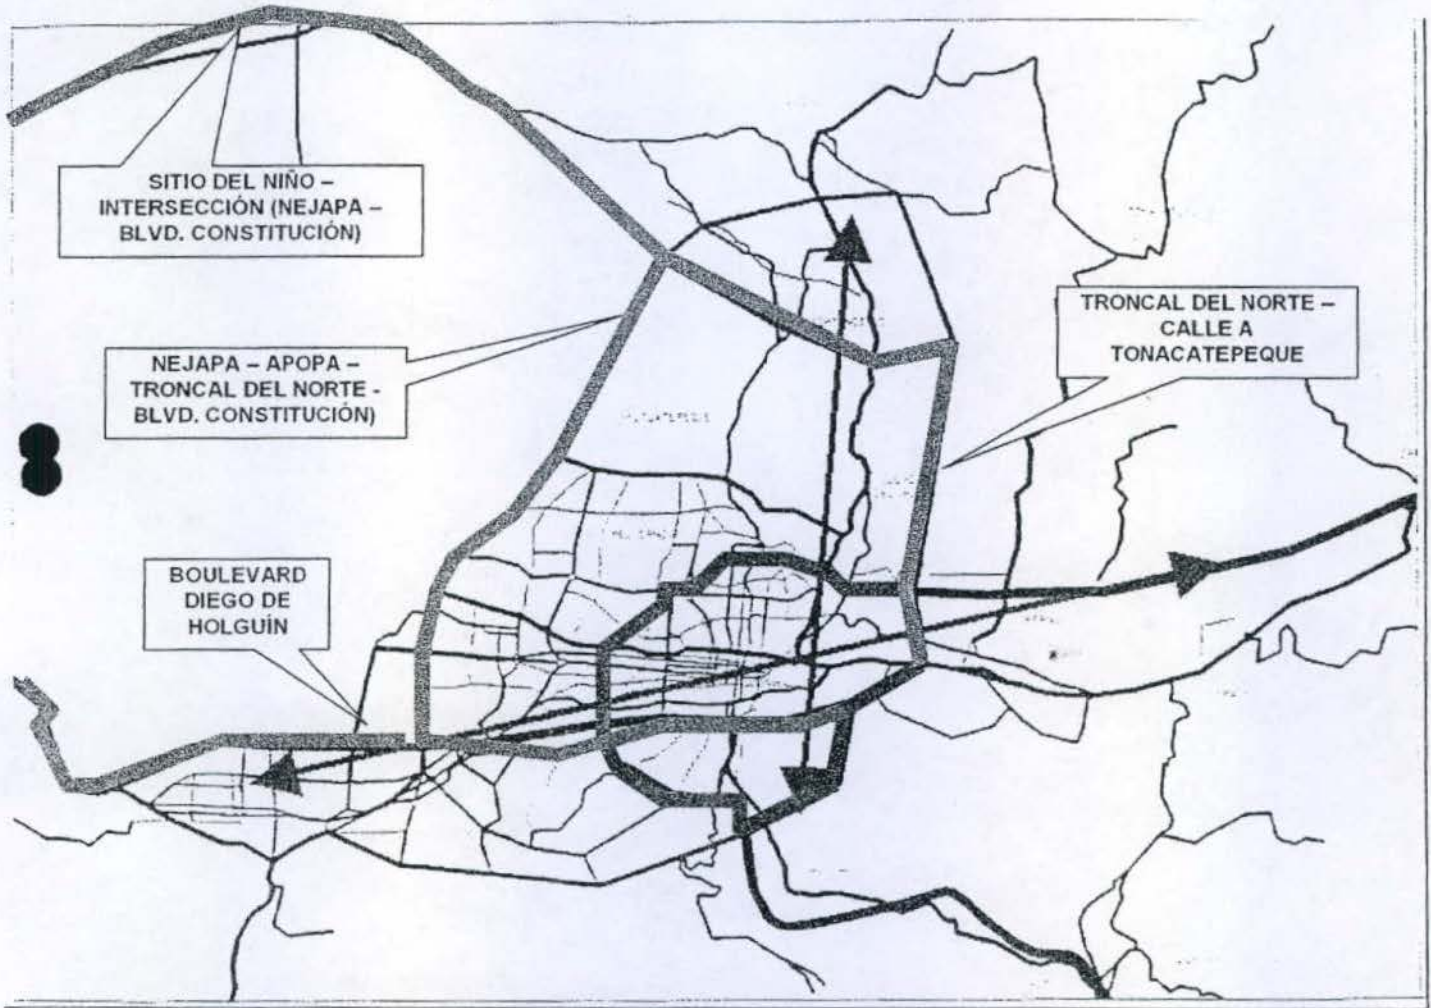 SITIO DEL NIÑO –
INTERSECCIÓN (NEJAPA –
BLVD. CONSTITUCIÓN)
TRONCAL DEL NORTE –
CALLE A
TONACATEPEQUE
NEJAPA – APOPA –
TRONCAL DEL NORTE -
BLVD. CONSTITUCIÓN)
BOULEVARD
DIEGO DE
HOLGUÍN